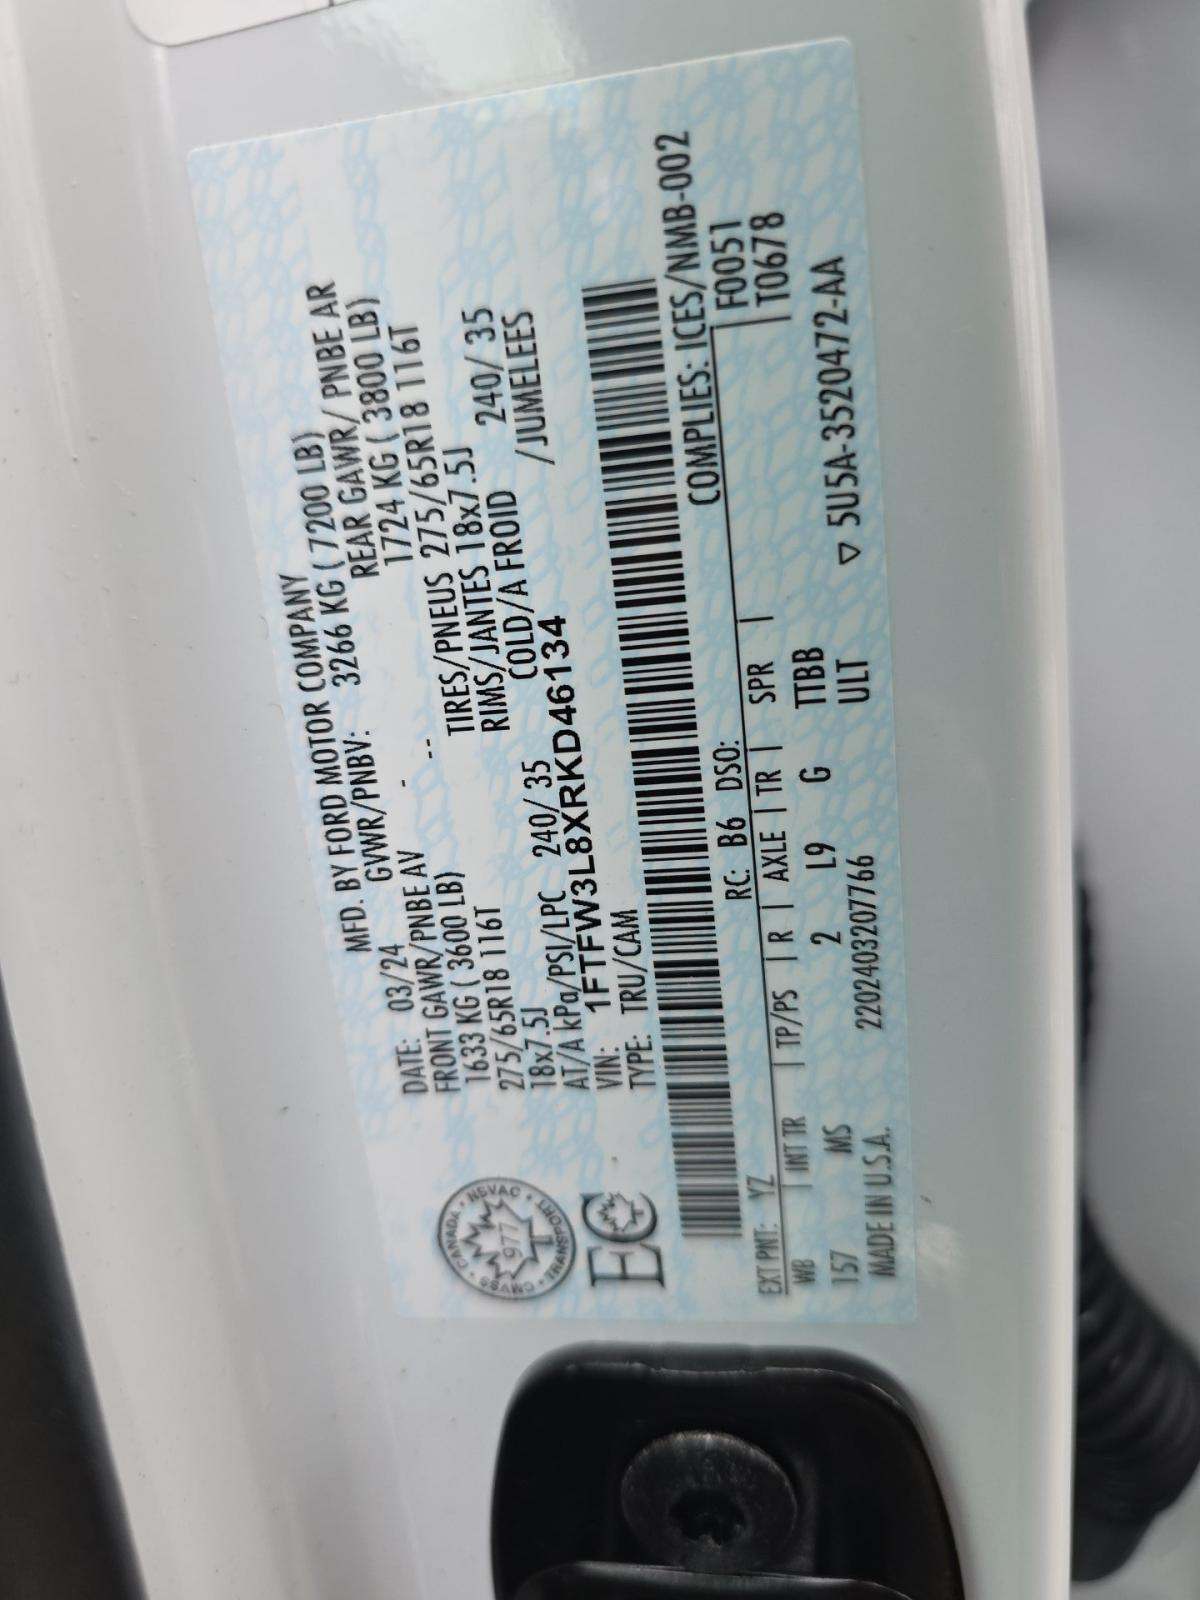 MFD. BY FORD MOTOR COMPANY
DATE: 03/24 GVWR/PNBV: 3266 KG ( 7200 LB)
FRONT GAWR/PNBE AV - REAR GAWR/ PNBE AR
1633 KG ( 3600 LB) -- 1724 KG ( 3800 LB)
275/65R18 116T TIRES/PNEUS 275/65R18 116T
18x7.5J RIMS/JANTES 18x7.5J
AT/A kPa/PSI/LPC 240/ 35 COLD/A FROID 240/ 35
VIN: 1FTFW3L8XRKD46134 /JUMELEES
TYPE: TRU/CAM
CANADA • NSVAC • TRANSPORT • CMVSS •
977
EC
COMPLIES: ICES/NMB-002
EXT PNT: YZ RC: B6 DSO: F0051
WB | INT TR | TP/PS | R | AXLE | TR | SPR | | T0678
157 MS 2 L9 G TTBB
ULT ▽ 5U5A-3520472-AA
MADE IN U.S.A. 2202403207766